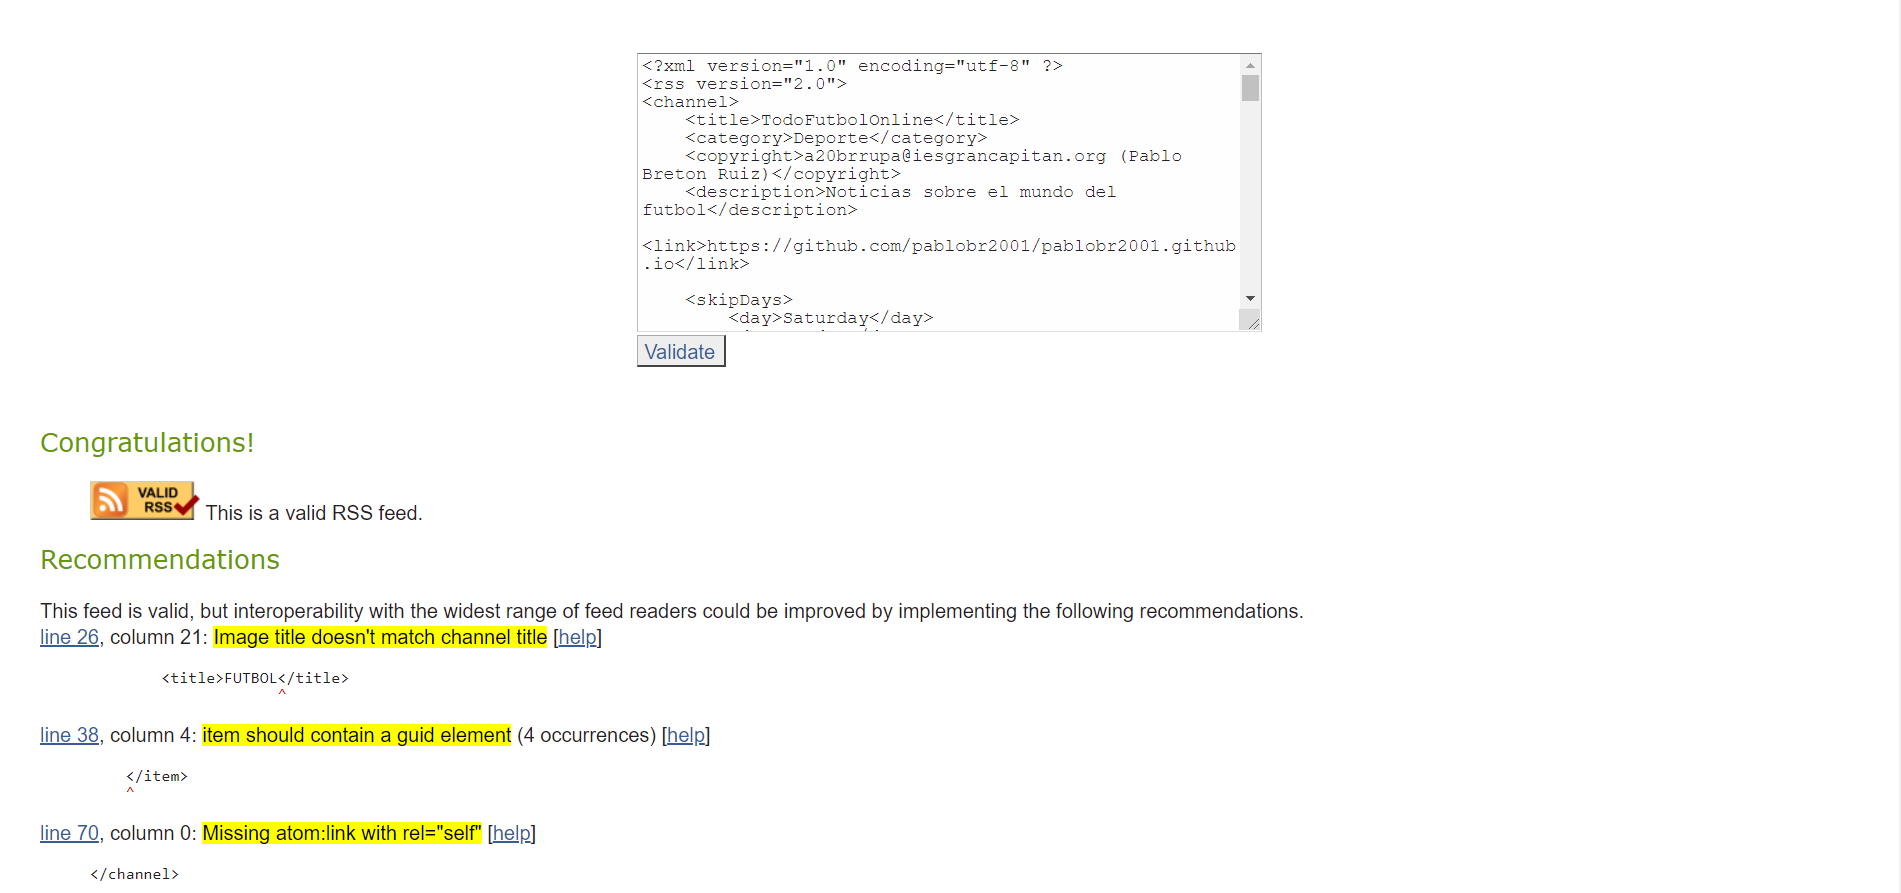 <?xml version="1.0" encoding="utf-8" ?>
<rss version="2.0">
<channel>
<title>TodoFutbolOnline</title>
<category>Deporte</category>
<copyright>a20brrupa@iesgrancapitan.org (Pablo
Breton Ruiz)</copyright>
<description>Noticias sobre el mundo del
futbol</description>
<link>https://github.com/pablobr2001/pablobr2001.github
.io</link>
<skipDays>
<day>Saturday</day>
Validate
Congratulations!
VALID
RSS
This is a valid RSS feed.
Recommendations
This feed is valid, but interoperability with the widest range of feed readers could be improved by implementing the following recommendations.
line 26, column 21: Image title doesn't match channel title [help]
<title>FUTBOL</title>
^
line 38, column 4: item should contain a guid element (4 occurrences) [help]
</item>
^
line 70, column 0: Missing atom:link with rel="self" [help]
</channel>